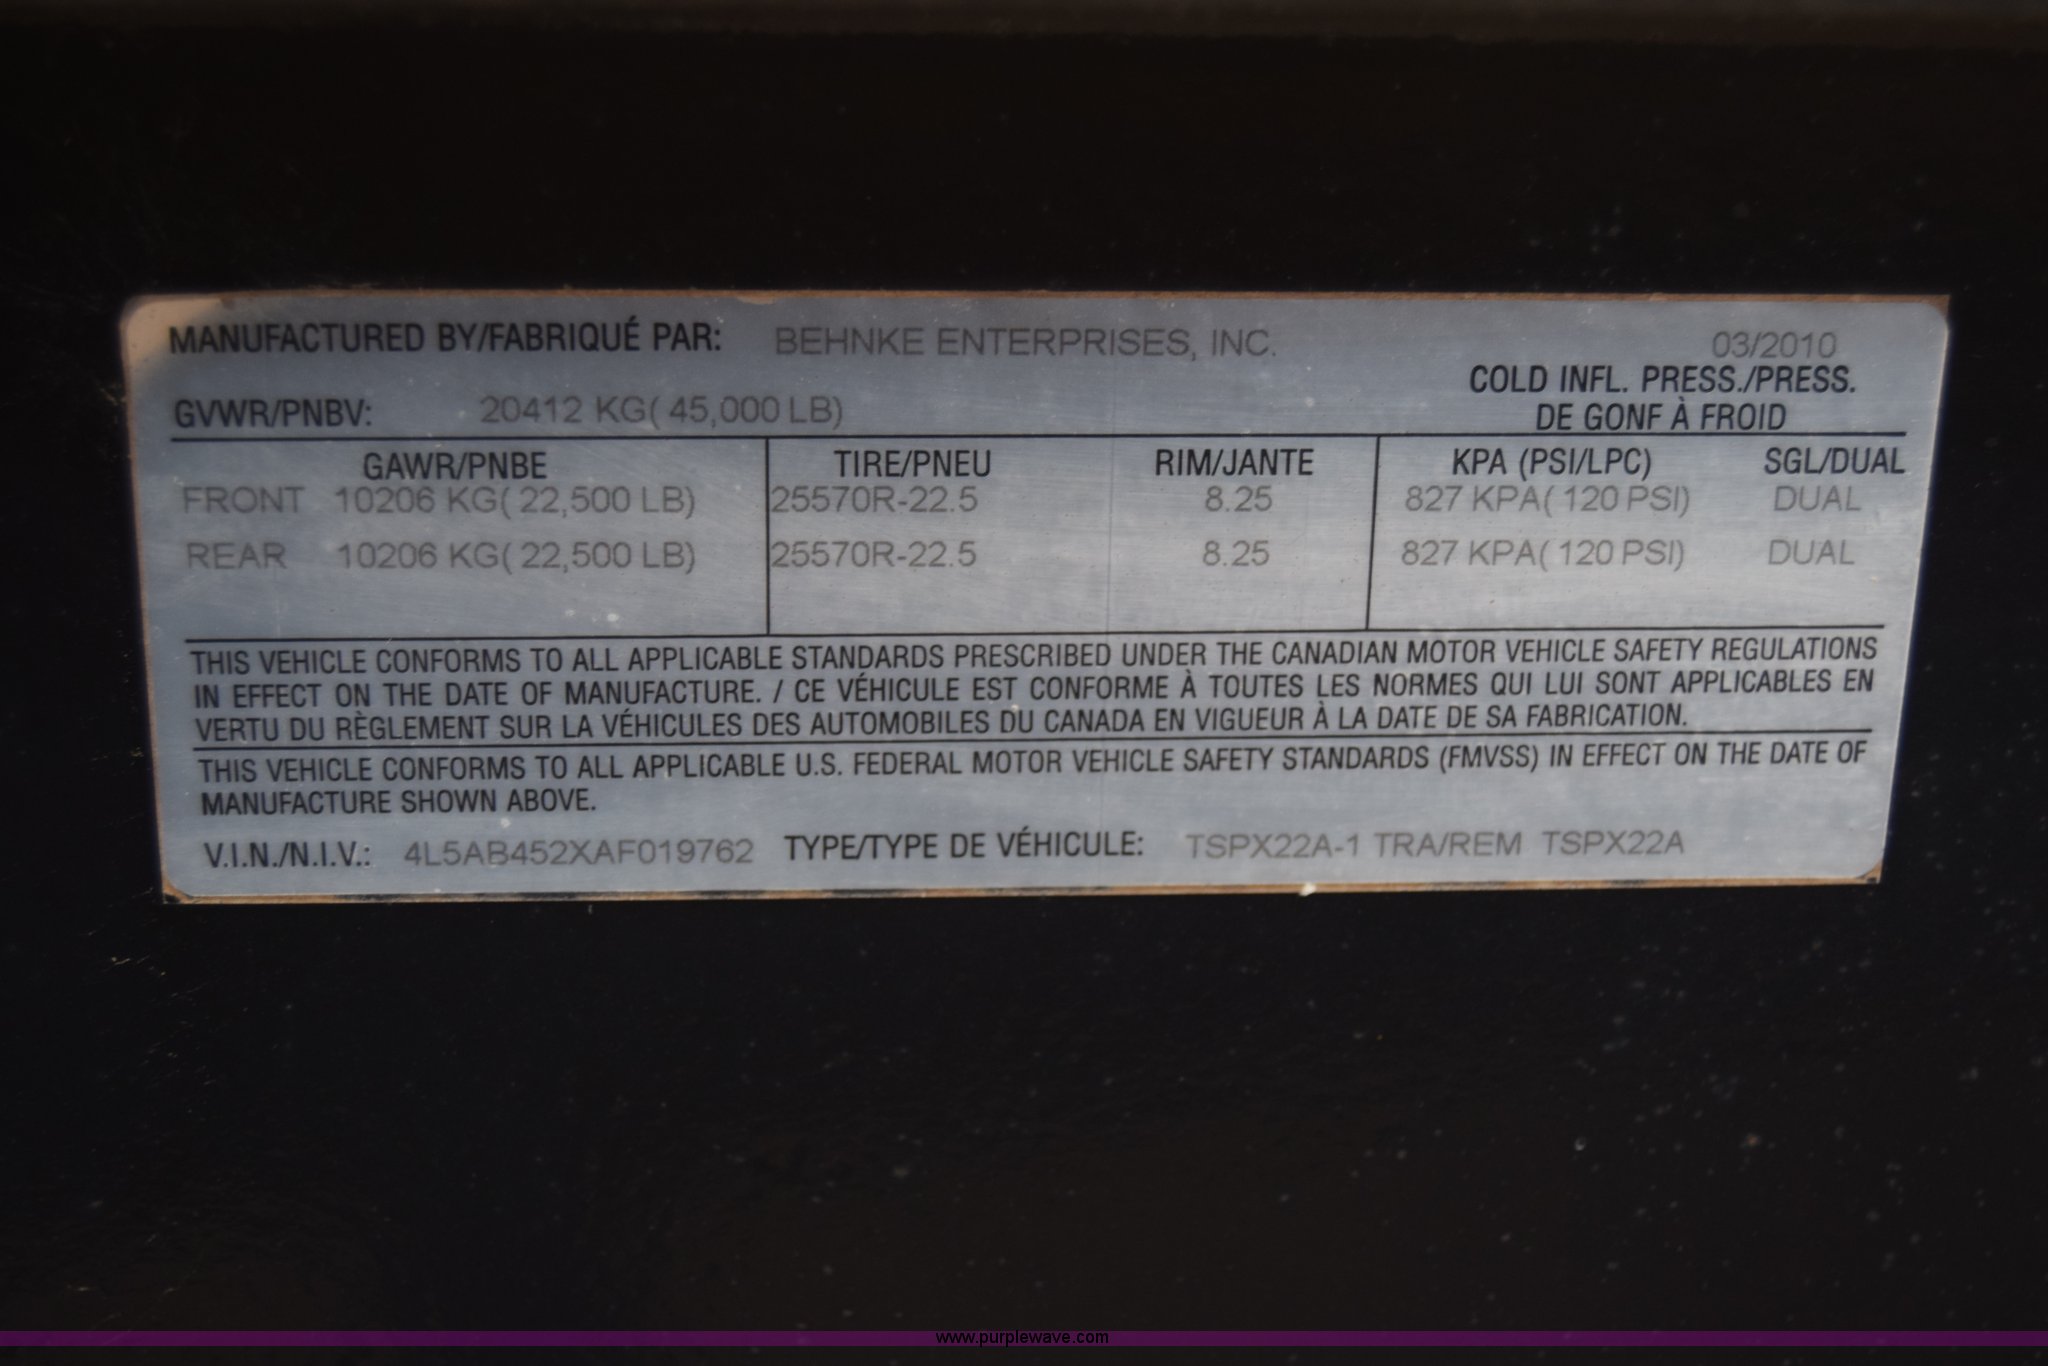 MANUFACTURED BY/FABRIQUÉ PAR: BEHNKE ENTERPRISES, INC. 03/2010
COLD INFL. PRESS./PRESS.
GVWR/PNBV: 20412 KG( 45,000 LB) DE GONF À FROID
GAWR/PNBE TIRE/PNEU RIM/JANTE KPA (PSI/LPC) SGL/DUAL
FRONT 10206 KG( 22,500 LB) 25570R-22.5 8.25 827 KPA( 120 PSI) DUAL
REAR 10206 KG( 22,500 LB) 25570R-22.5 8.25 827 KPA( 120 PSI) DUAL
THIS VEHICLE CONFORMS TO ALL APPLICABLE STANDARDS PRESCRIBED UNDER THE CANADIAN MOTOR VEHICLE SAFETY REGULATIONS
IN EFFECT ON THE DATE OF MANUFACTURE. / CE VÉHICULE EST CONFORME À TOUTES LES NORMES QUI LUI SONT APPLICABLES EN
VERTU DU RÈGLEMENT SUR LA VÉHICULES DES AUTOMOBILES DU CANADA EN VIGUEUR À LA DATE DE SA FABRICATION.
THIS VEHICLE CONFORMS TO ALL APPLICABLE U.S. FEDERAL MOTOR VEHICLE SAFETY STANDARDS (FMVSS) IN EFFECT ON THE DATE OF
MANUFACTURE SHOWN ABOVE.
V.I.N./N.I.V.: 4L5AB452XAF019762 TYPE/TYPE DE VÉHICULE: TSPX22A-1 TRA/REM TSPX22A
www.purplewave.com